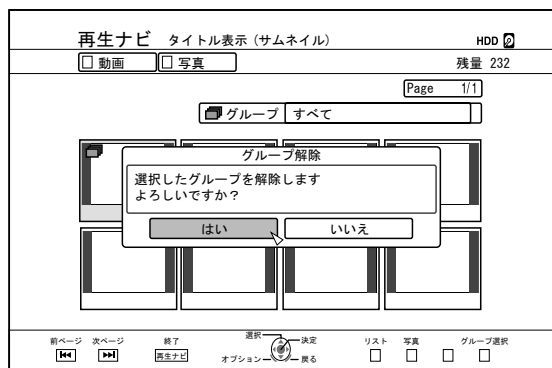 再生ナビ タイトル表示(サムネイル) HDD
動画 写真 残量 232
Page 1/1
グループ すべて
グループ解除
選択したグループを解除します
よろしいですか？
はい いいえ
前ページ 次ページ 終了 選択 決定 リスト 写真 グループ選択
再生ナビ オプション 戻る